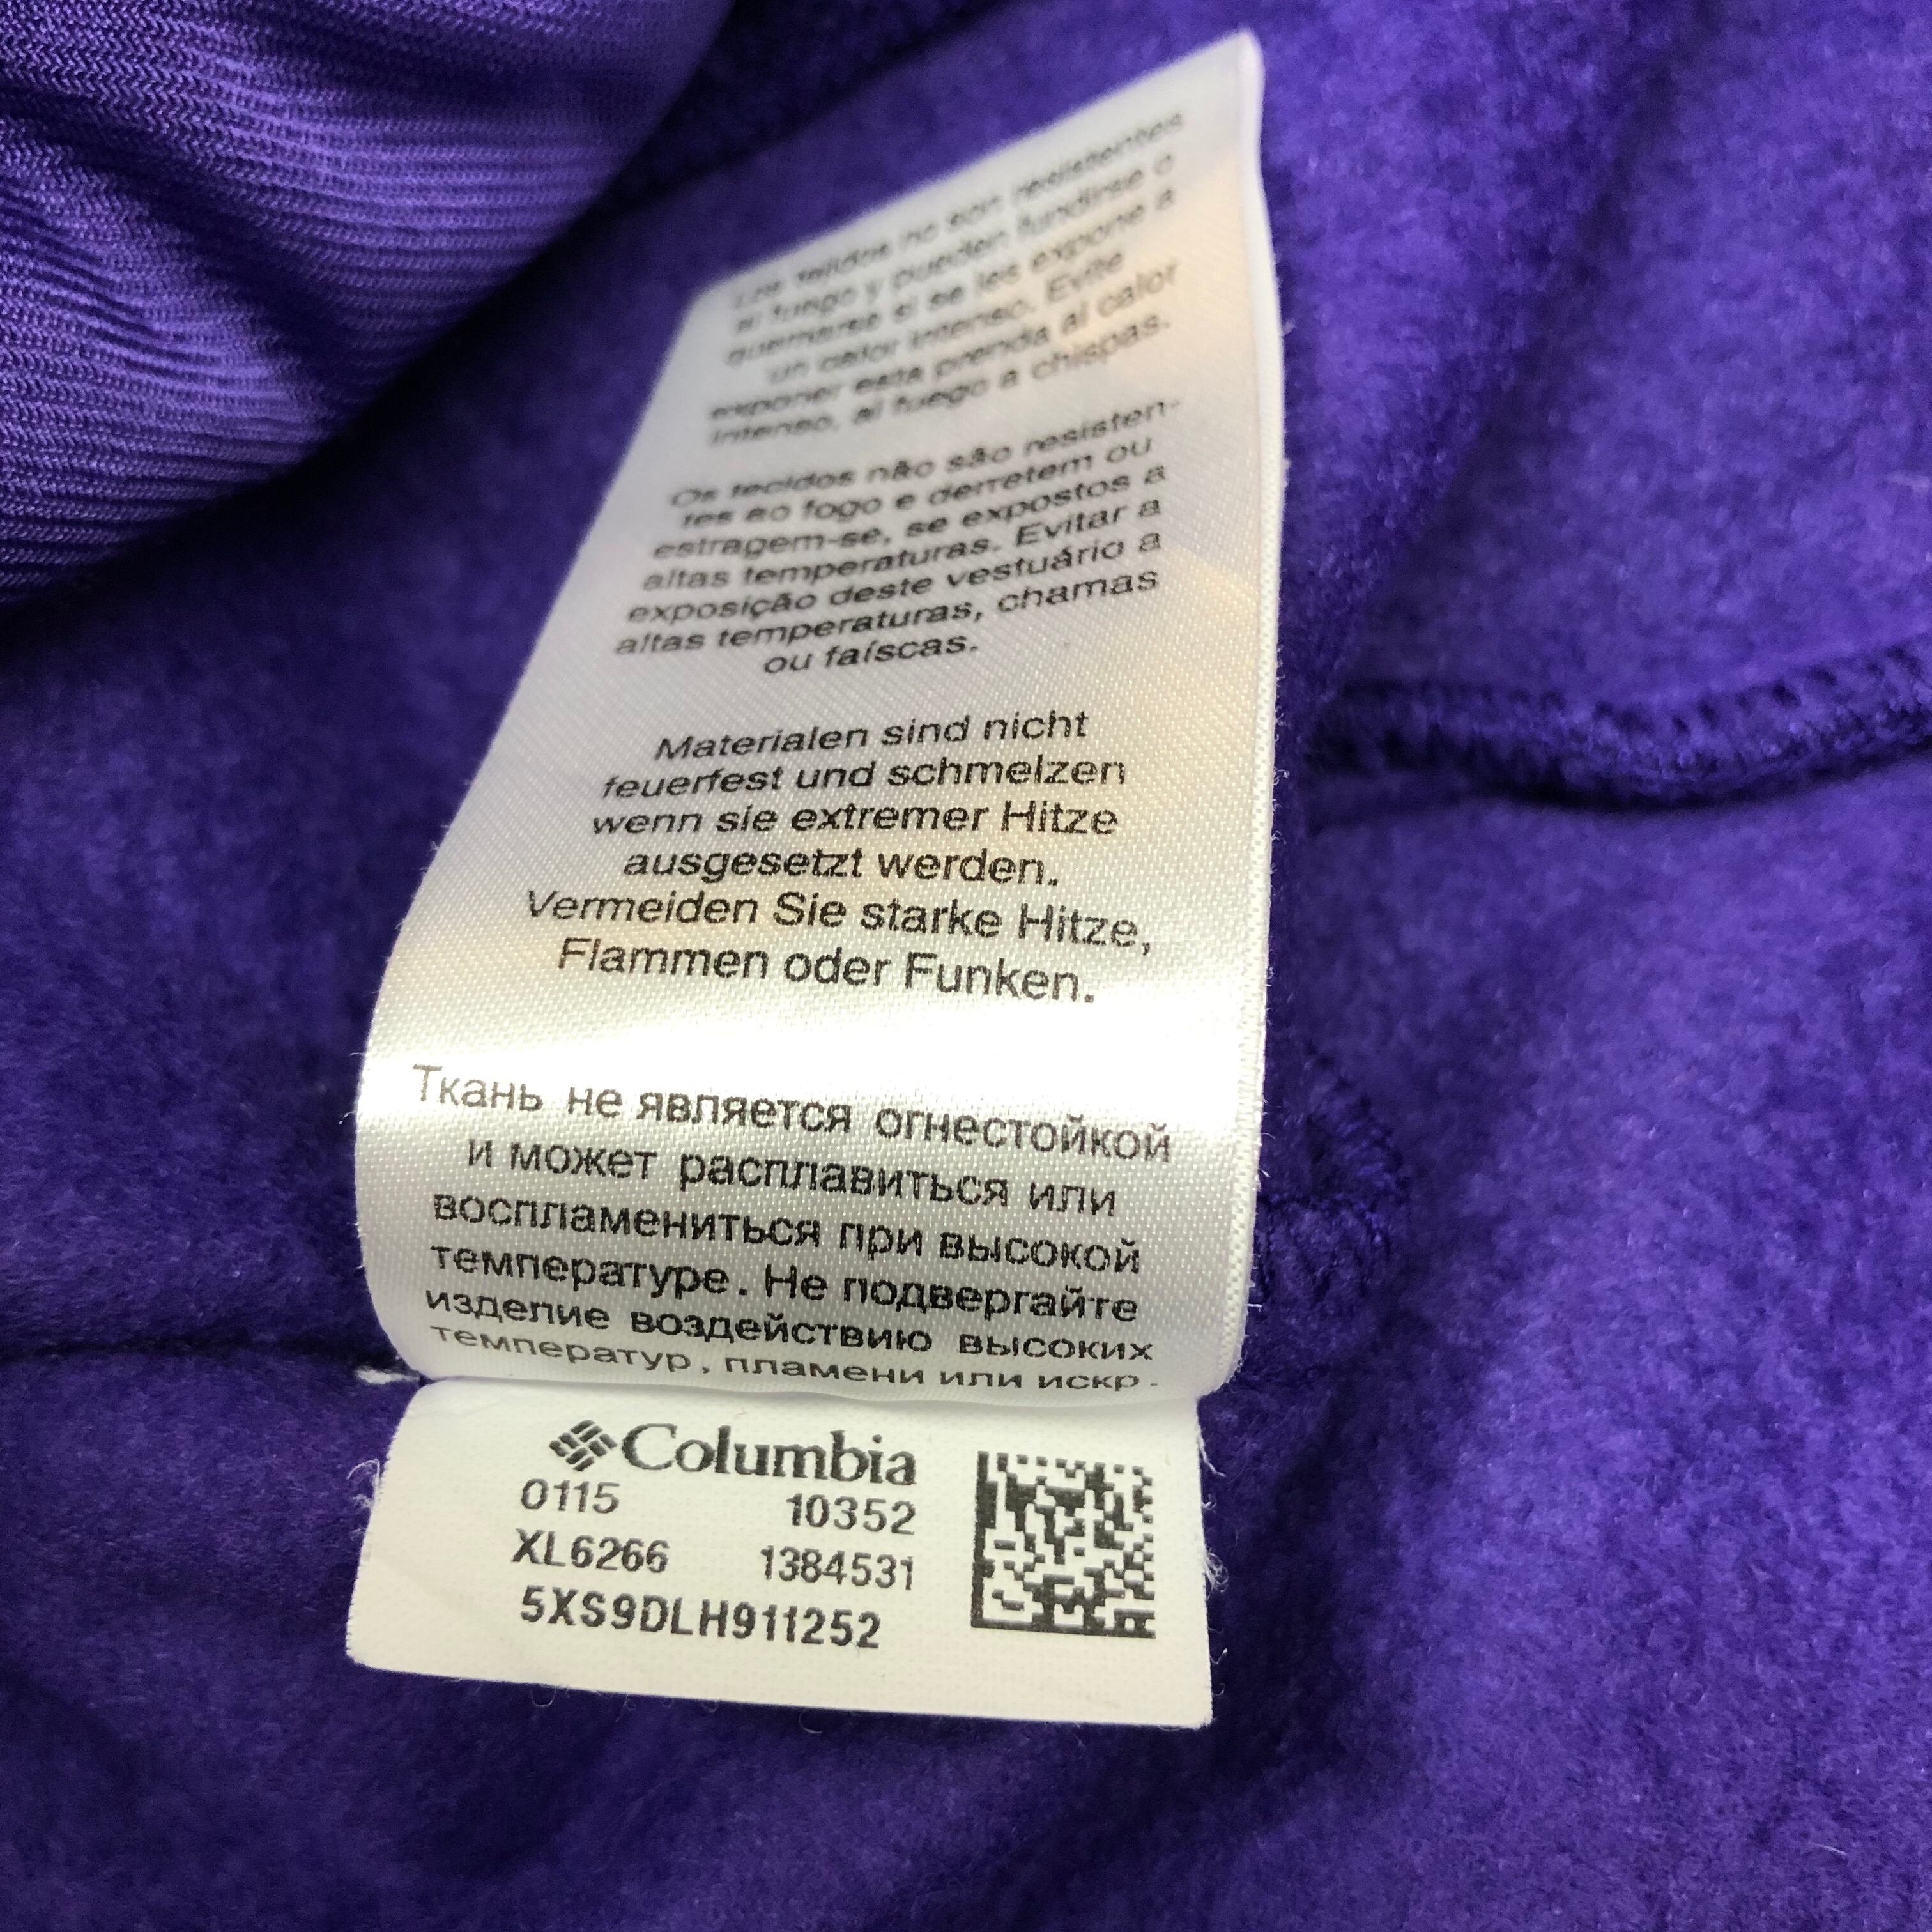 Los tejidos no son resistentes
al fuego y pueden fundirse o
quemarse si se les expone a
un calor intenso. Evite
exponer esta prenda al calor
intenso, al fuego a chispas.
Os tecidos não são resisten-
tes ao fogo e derretem ou
estragem-se, se expostos a
altas temperaturas. Evitar a
exposição deste vestuário a
altas temperaturas, chamas
ou faíscas.
Materialen sind nicht
feuerfest und schmelzen
wenn sie extremer Hitze
ausgesetzt werden.
Vermeiden Sie starke Hitze,
Flammen oder Funken.
Ткань не является огнестойкой
и может расплавиться или
воспламениться при высокой
температуре. Не подвергайте
изделие воздействию высоких
температур, пламени или искр.
Columbia
0115 10352
XL6266 1384531
5XS9DLH911252